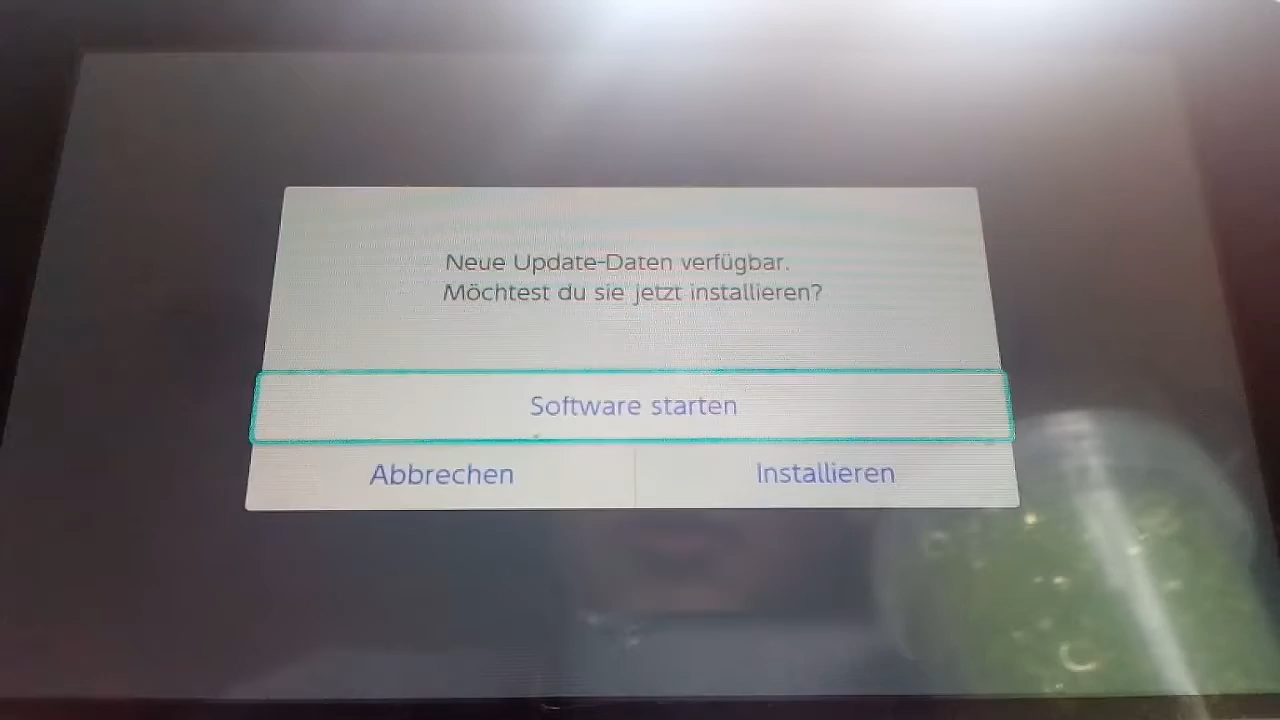 Neue Update-Daten verfügbar.
Möchtest du sie jetzt installieren?
Software starten
Abbrechen
Installieren